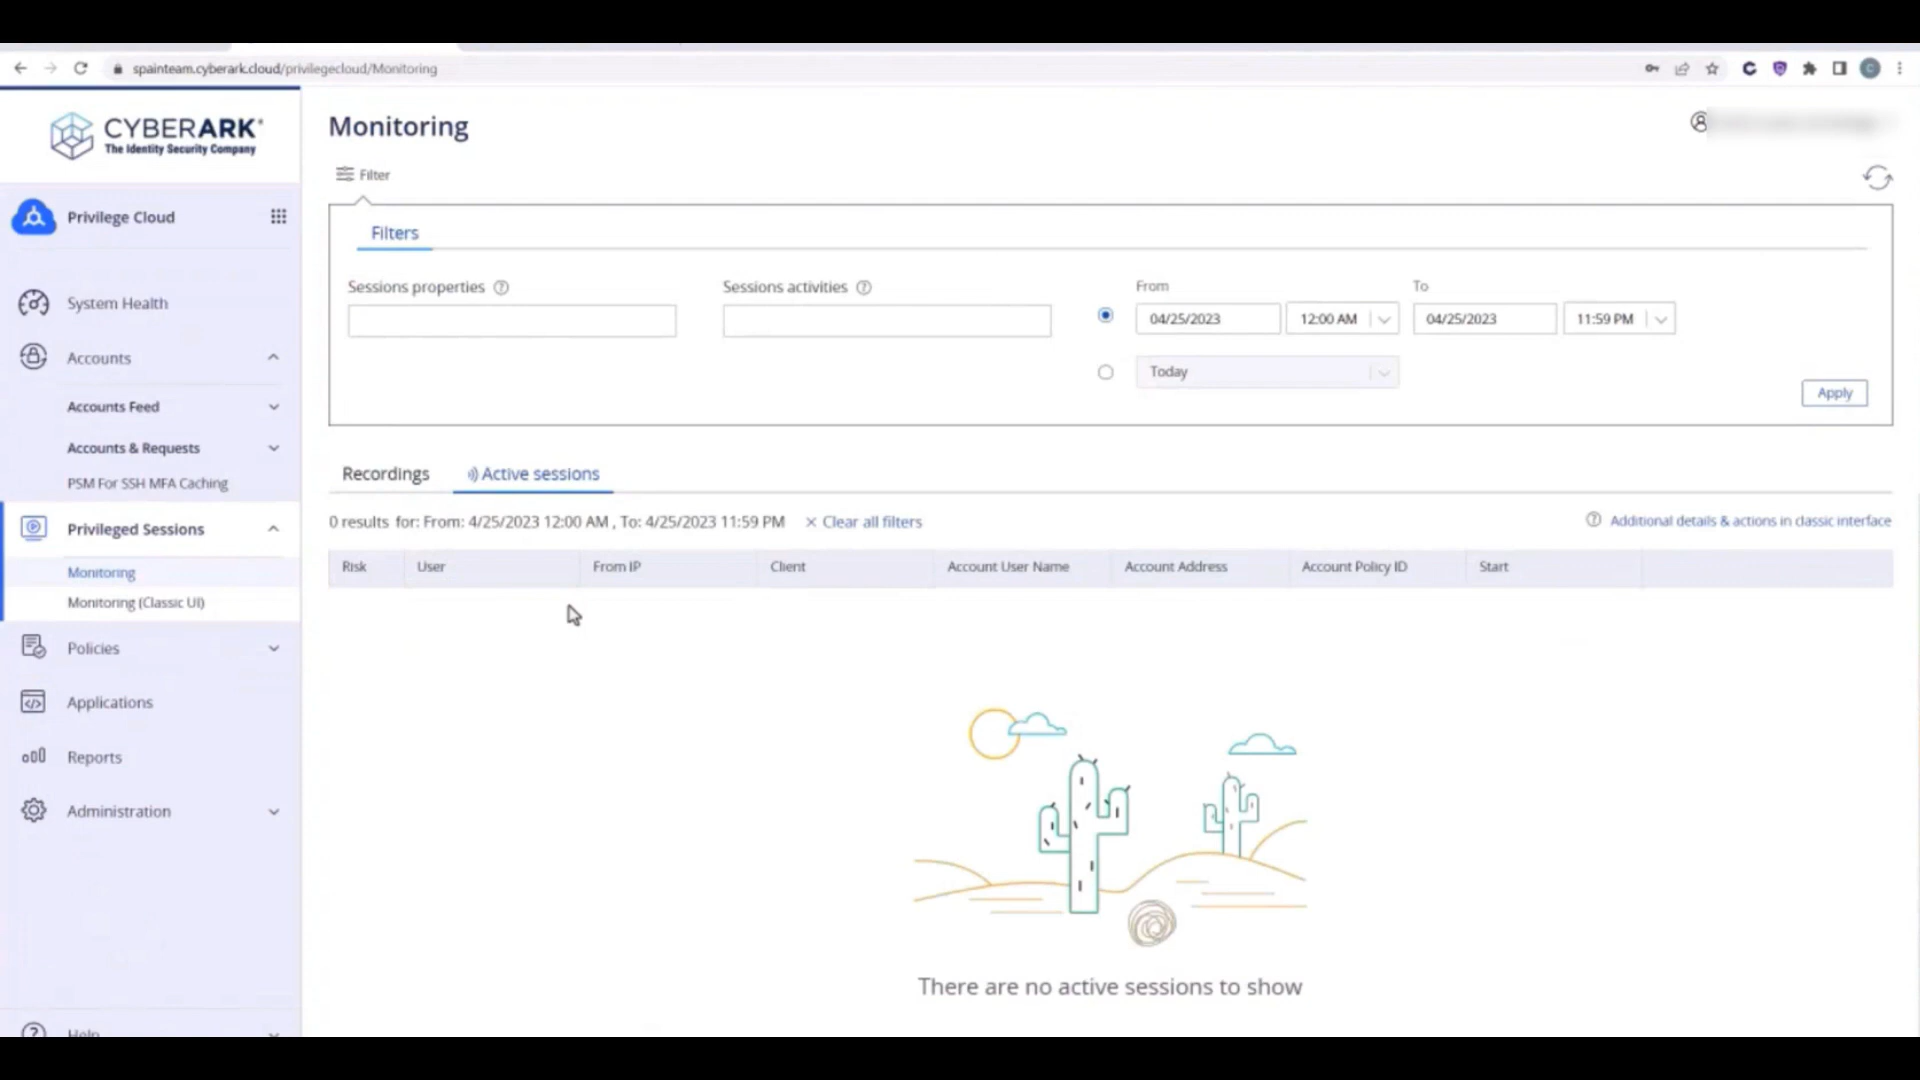 spainteam.cyberark.cloud/privilegecloud/Monitoring
CYBERARK®
The Identity Security Company
Privilege Cloud
System Health
Accounts
Accounts Feed
Accounts & Requests
PSM For SSH MFA Caching
Privileged Sessions
Monitoring
Monitoring (Classic UI)
Policies
Applications
Reports
Administration
Help
Monitoring
Filter
Filters
Sessions properties
Sessions activities
From
To
04/25/2023
12:00 AM
04/25/2023
11:59 PM
Today
Apply
Recordings
Active sessions
0 results for: From: 4/25/2023 12:00 AM , To: 4/25/2023 11:59 PM
Clear all filters
Additional details & actions in classic interface
Risk User From IP Client Account User Name Account Address Account Policy ID Start
There are no active sessions to show